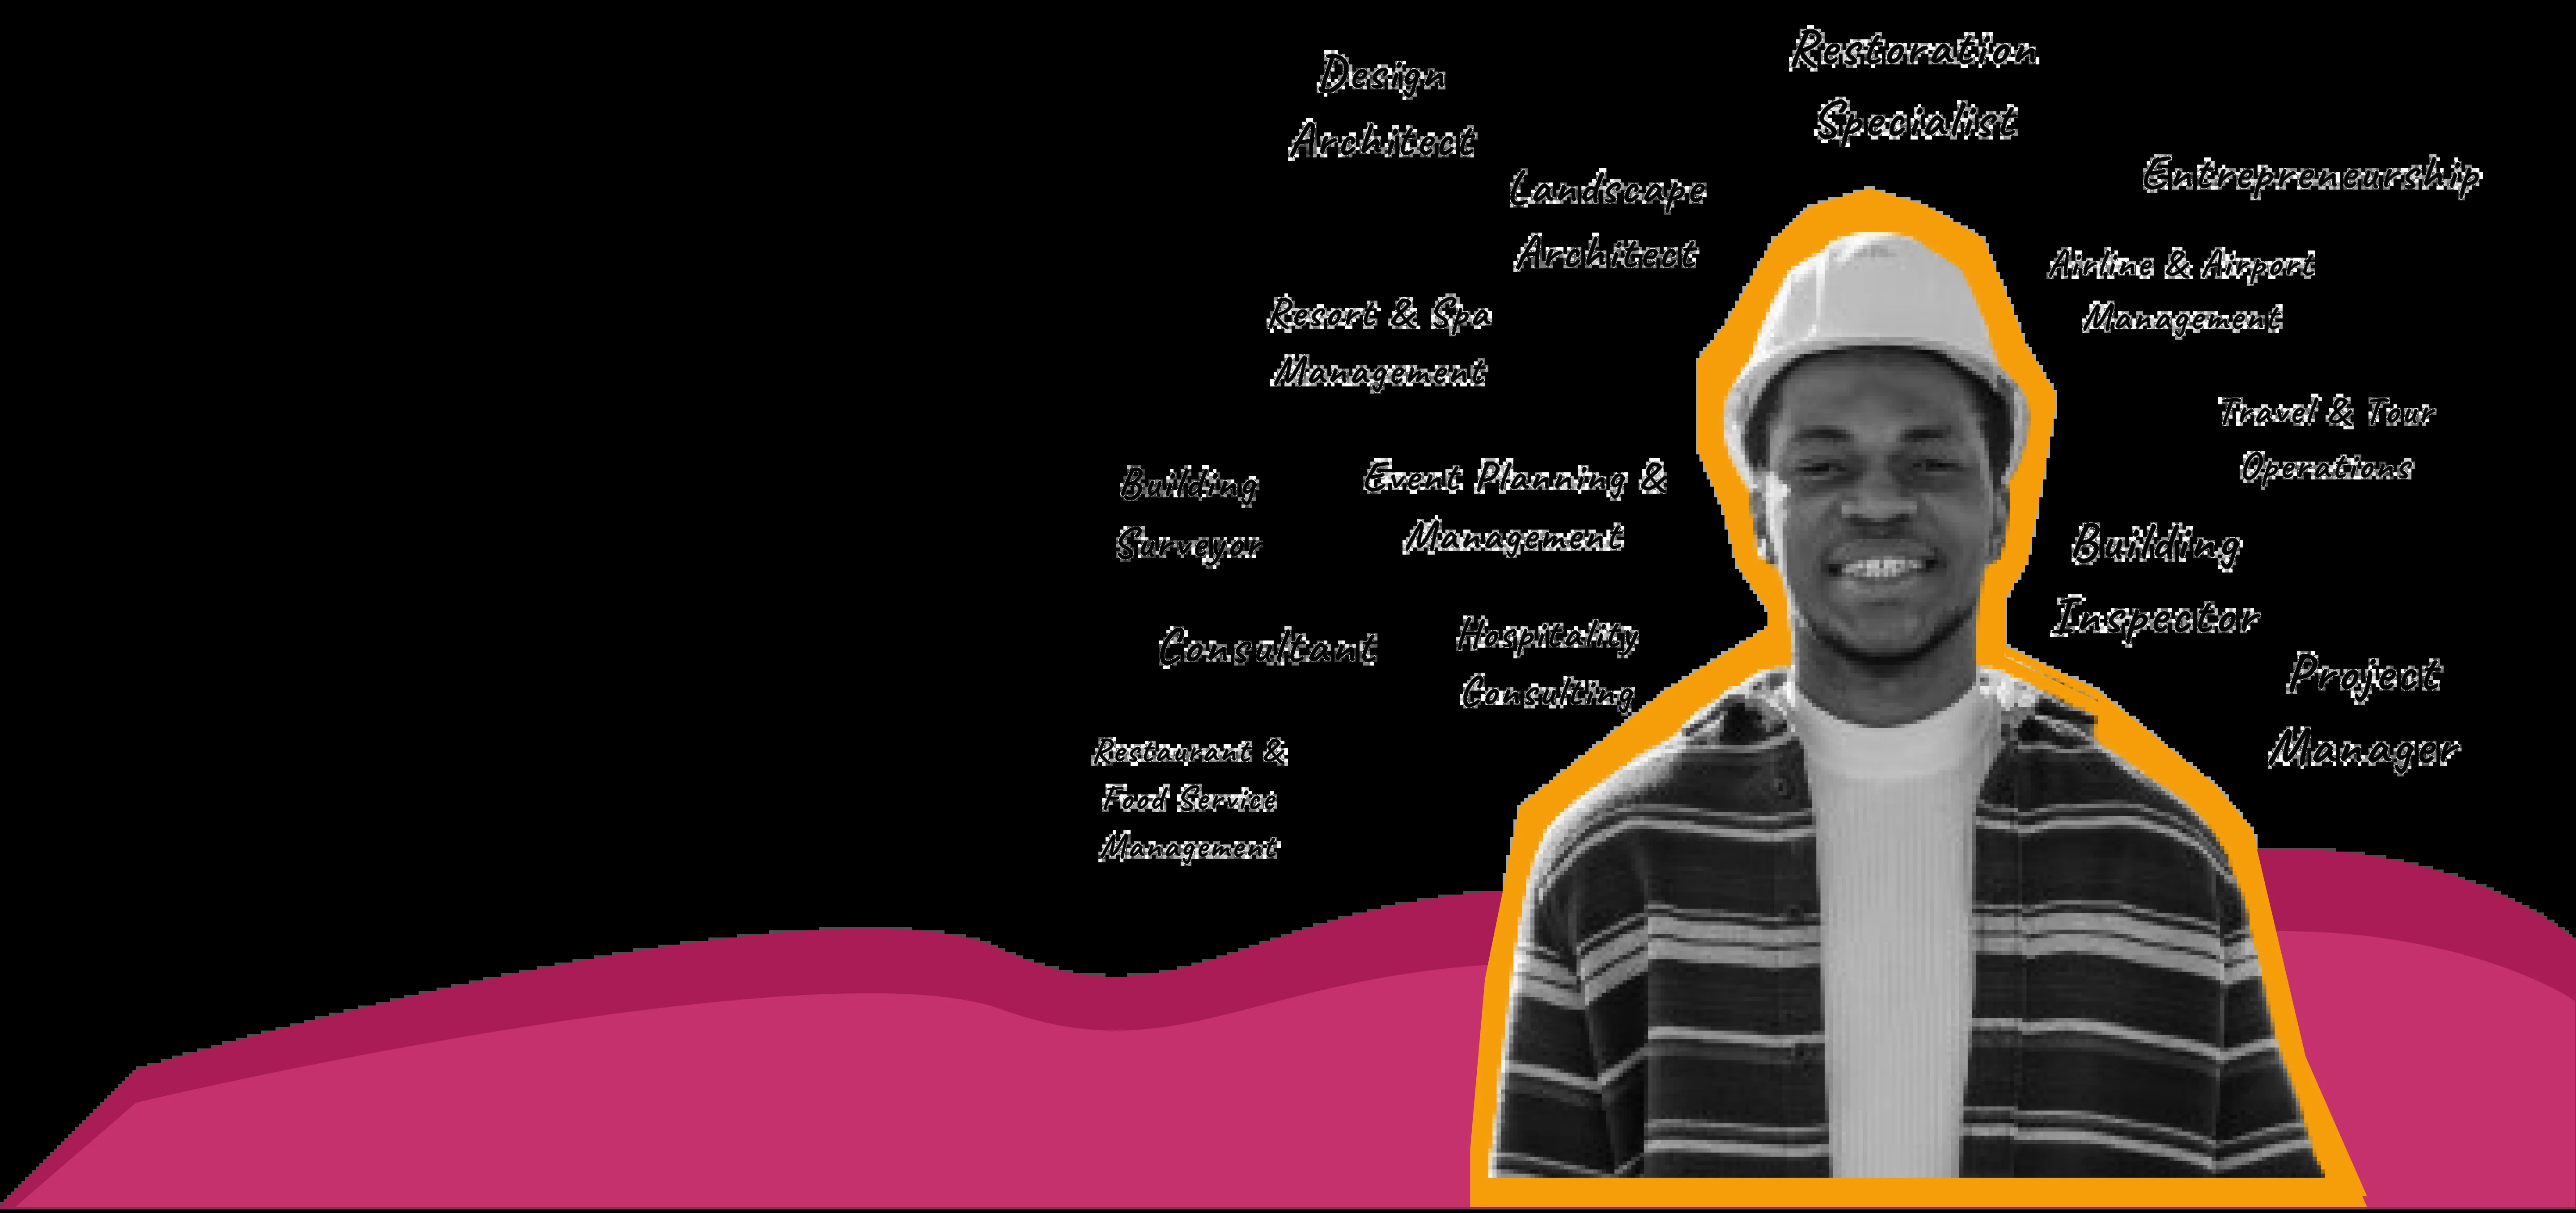 Design
Architect
Restoration
Specialist
Landscape
Architect
Entrepreneurship
Airline & Airport
Management
Resort & Spa
Management
Travel & Tour
Operations
Building
Surveyor
Event Planning &
Management
Building
Inspector
Consultant
Hospitality
Consulting
Project
Manager
Restaurant &
Food Service
Management